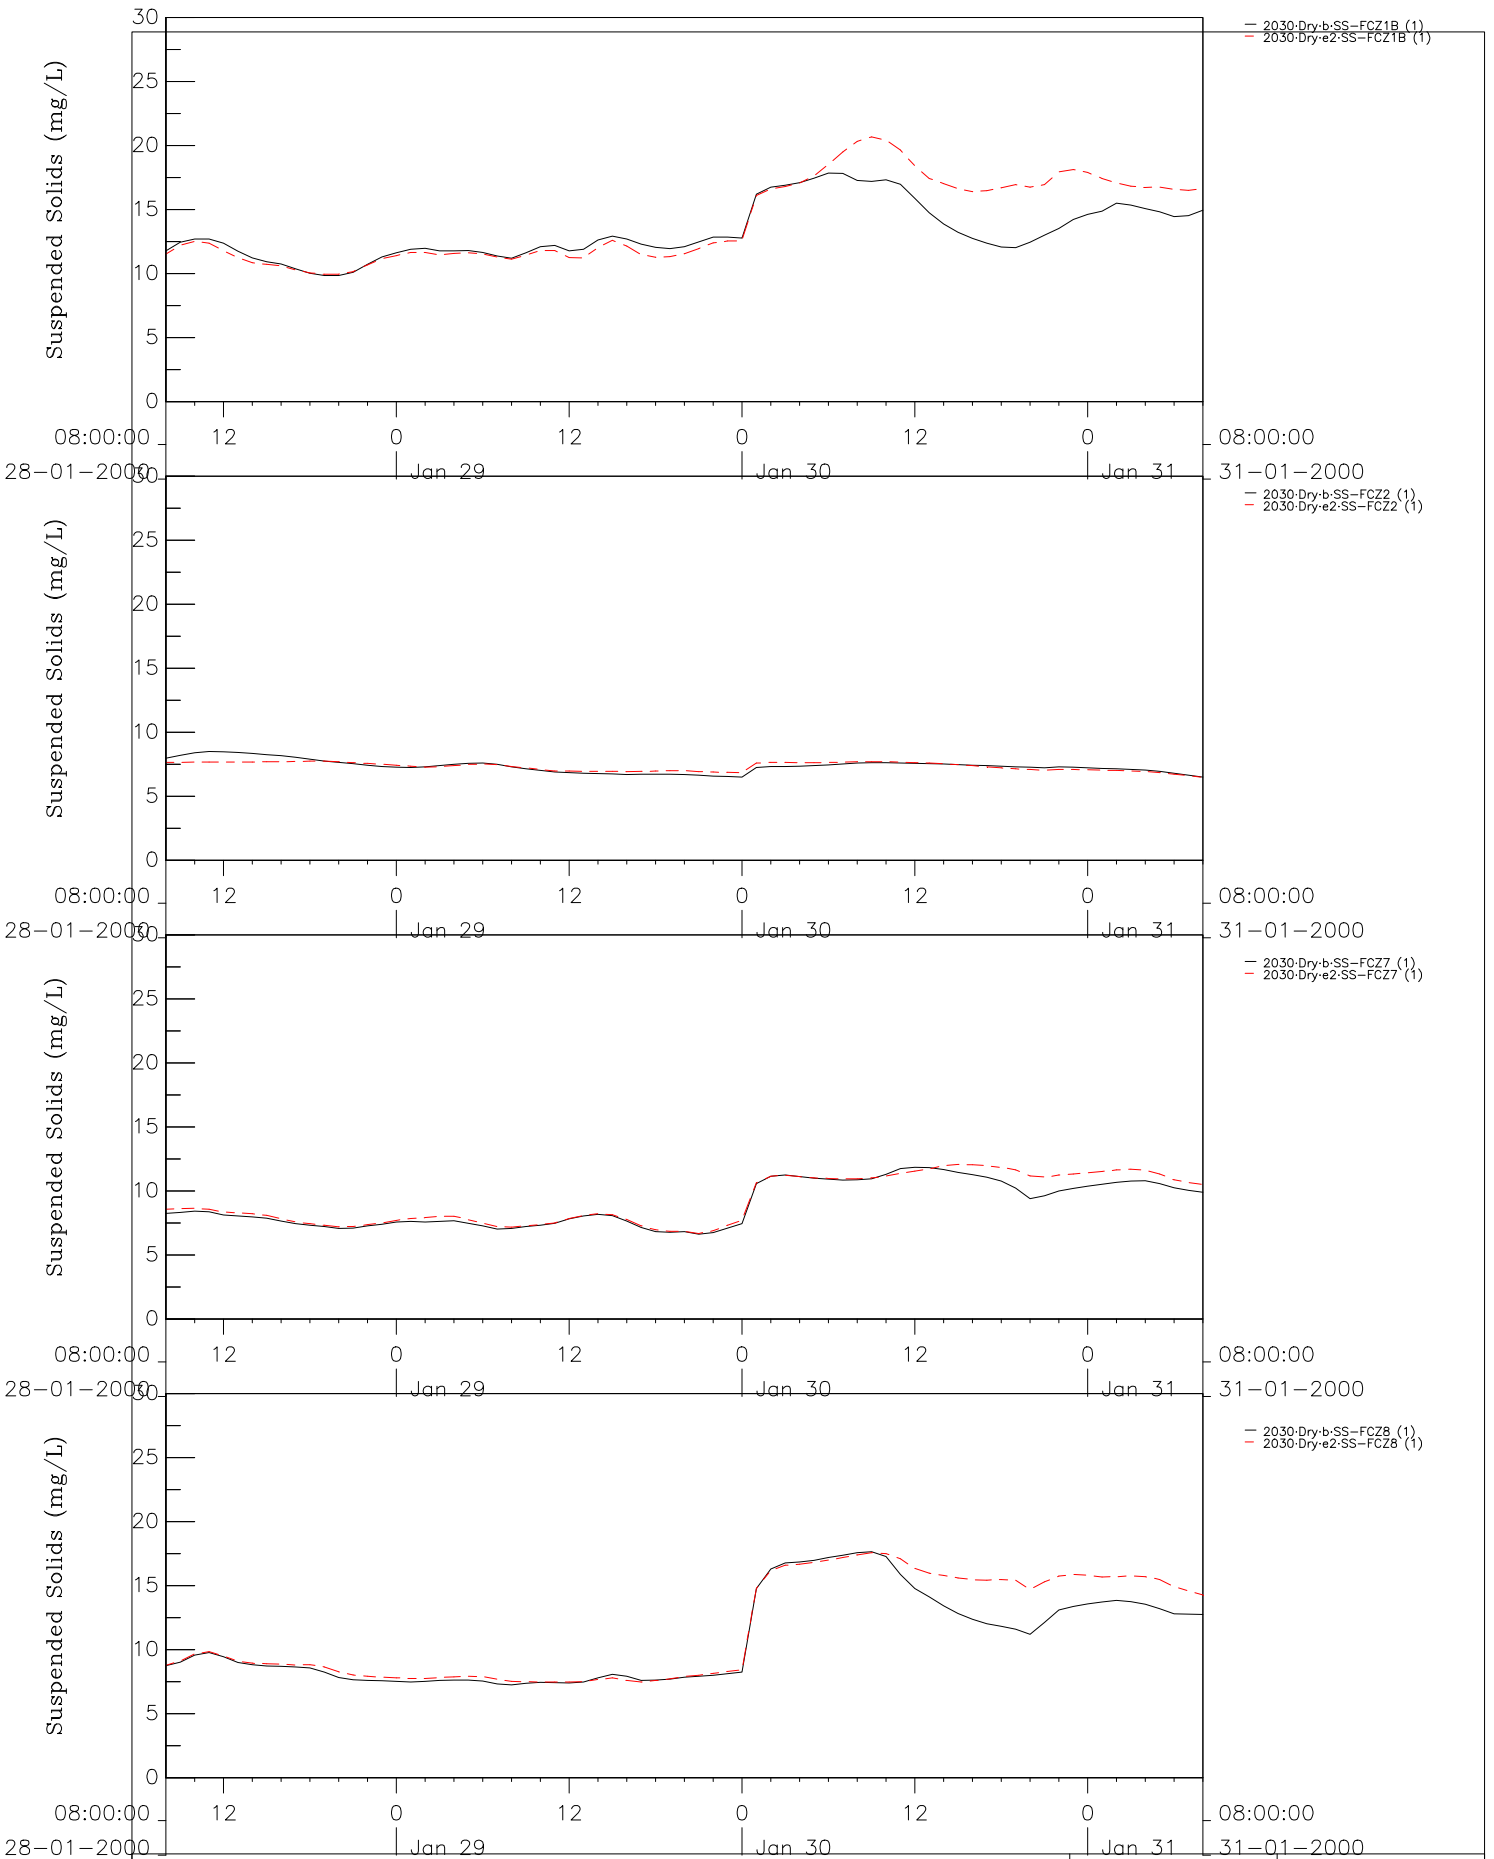 30
2030·Dry·b·SS-FCZ1B (1)
2030·Dry·e2·SS-FCZ1B (1)
25
20
15
10
5
0
Suspended Solids (mg/L)
08:00:00 12 0 12 0 12 0 08:00:00
28-01-2000 Jan 29 Jan 30 Jan 31 31-01-2000
30
2030·Dry·b·SS-FCZ2 (1)
2030·Dry·e2·SS-FCZ2 (1)
25
20
15
10
5
0
Suspended Solids (mg/L)
08:00:00 12 0 12 0 12 0 08:00:00
28-01-2000 Jan 29 Jan 30 Jan 31 31-01-2000
30
2030·Dry·b·SS-FCZ7 (1)
2030·Dry·e2·SS-FCZ7 (1)
25
20
15
10
5
0
Suspended Solids (mg/L)
08:00:00 12 0 12 0 12 0 08:00:00
28-01-2000 Jan 29 Jan 30 Jan 31 31-01-2000
30
2030·Dry·b·SS-FCZ8 (1)
2030·Dry·e2·SS-FCZ8 (1)
25
20
15
10
5
0
Suspended Solids (mg/L)
08:00:00 12 0 12 0 12 0 08:00:00
28-01-2000 Jan 29 Jan 30 Jan 31 31-01-2000